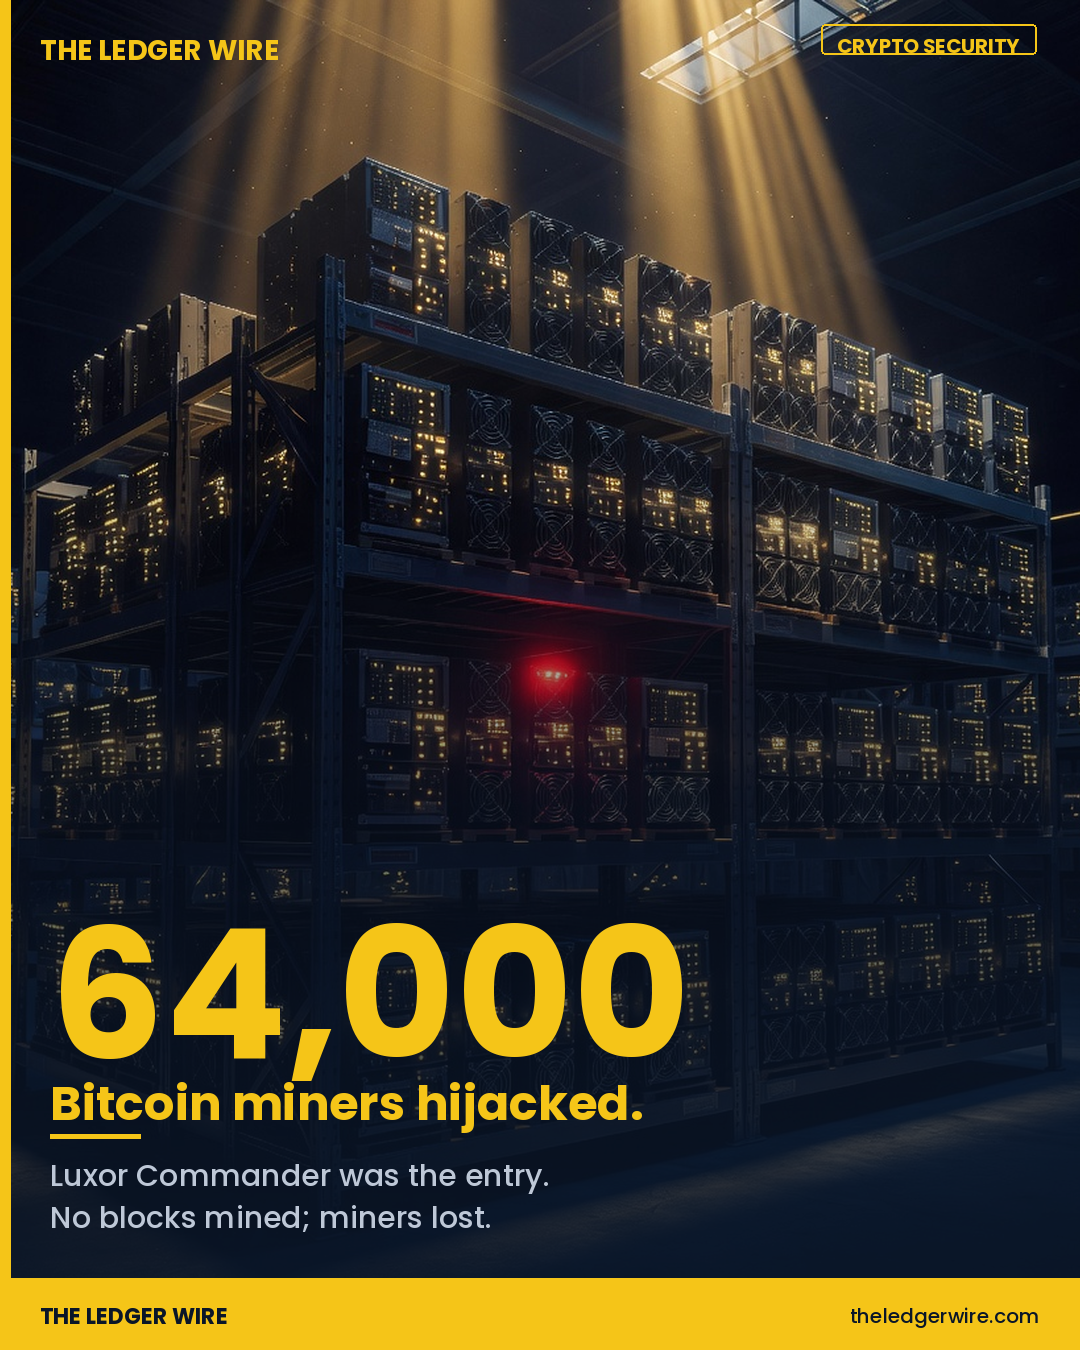 THE LEDGER WIRE
CRYPTO SECURITY
64,000
Bitcoin miners hijacked.
Luxor Commander was the entry.
No blocks mined; miners lost.
THE LEDGER WIRE
theledgerwire.com